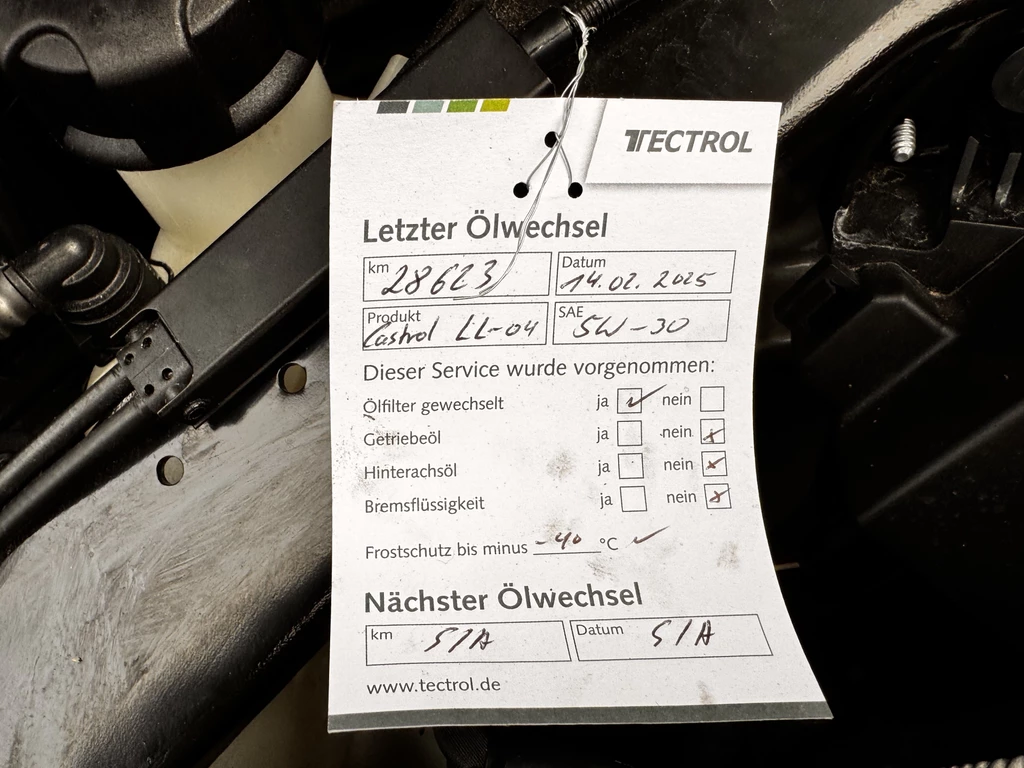 TECTROL
Letzter Ölwechsel
km 28623 Datum 14.02.2025
Produkt Castrol LL-04 SAE 5W-30
Dieser Service wurde vorgenommen:
Ölfilter gewechselt ja ✓ nein
Getriebeöl ja nein x
Hinterachsöl ja nein x
Bremsflüssigkeit ja nein x
Frostschutz bis minus -40 °C ✓
Nächster Ölwechsel
km S/A Datum S/A
www.tectrol.de